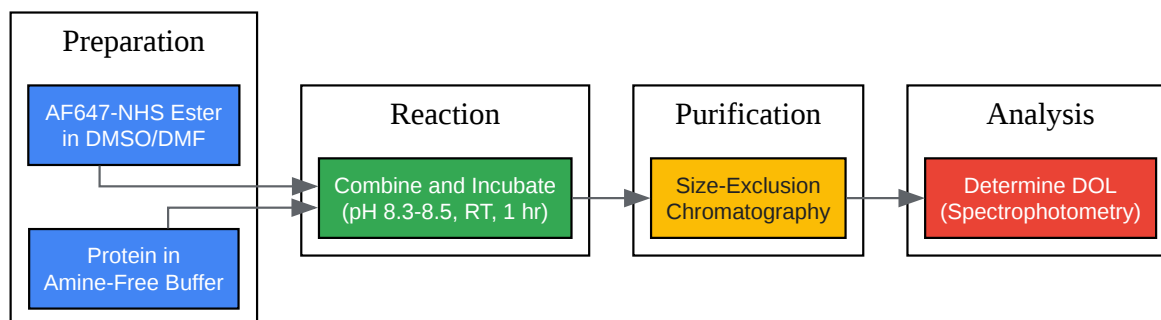 Preparation
AF647-NHS Ester
in DMSO/DMF
Protein in
Amine-Free Buffer
Reaction
Combine and Incubate
(pH 8.3-8.5, RT, 1 hr)
Purification
Size-Exclusion
Chromatography
Analysis
Determine DOL
(Spectrophotometry)